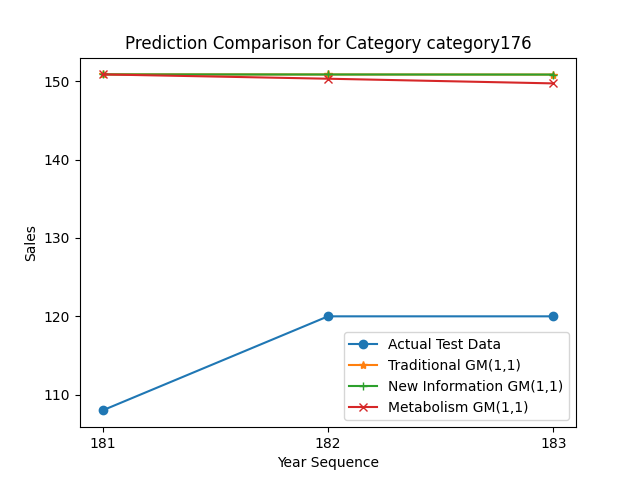 Prediction Comparison for Category category176
150
140
130
120
110
Sales
181
182
183
Year Sequence
Actual Test Data
Traditional GM(1,1)
New Information GM(1,1)
Metabolism GM(1,1)